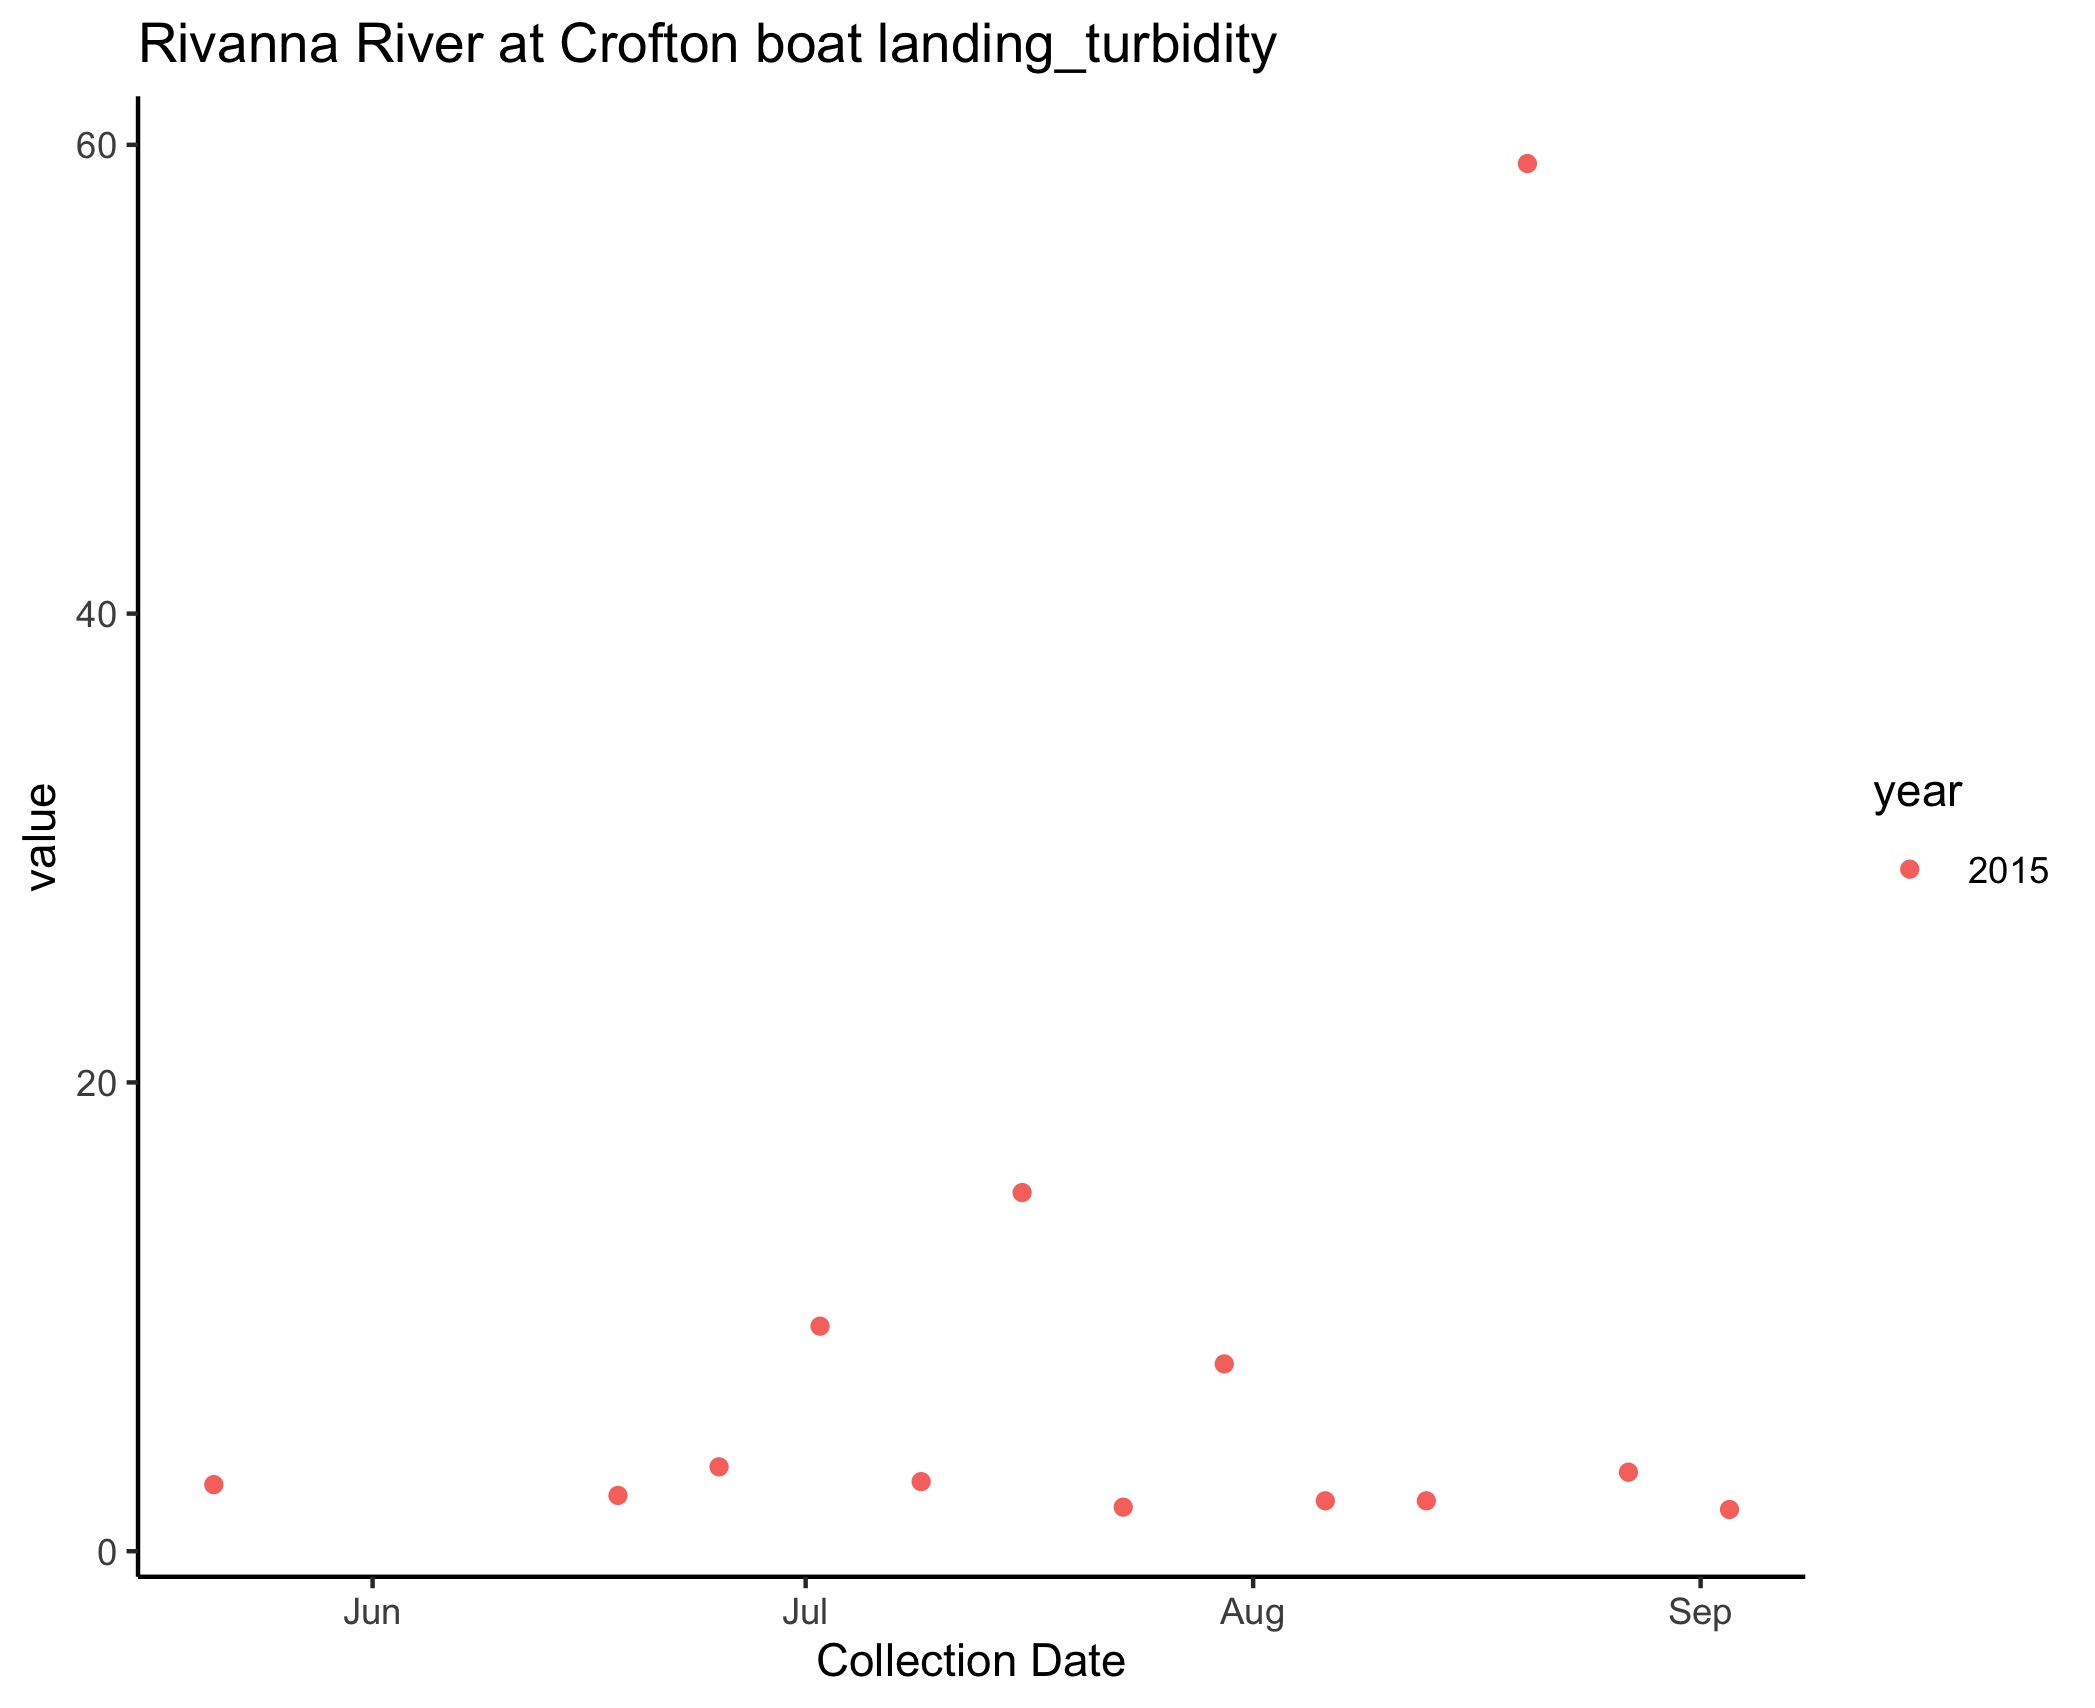 Rivanna River at Crofton boat landing_turbidity
60
40
20
0
value
Jun Jul Aug Sep
Collection Date
year
2015